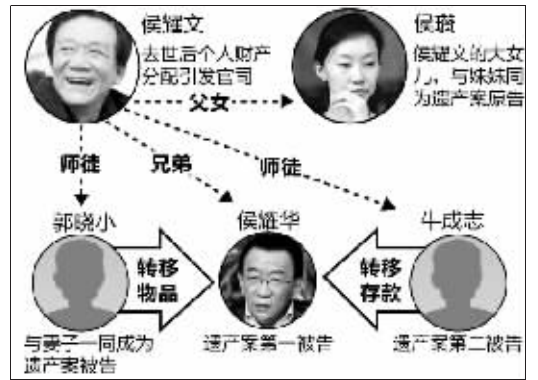 侯耀文
去世后个人财产
分配引发官司
侯瓒
侯耀文的大女
儿，与妹妹同
为遗产案原告
父女
师徒
兄弟
师徒
郭晓小
侯耀华
牛成志
转移
物品
转移
存款
与妻子一同成为
遗产案被告
遗产案第一被告
遗产案第二被告